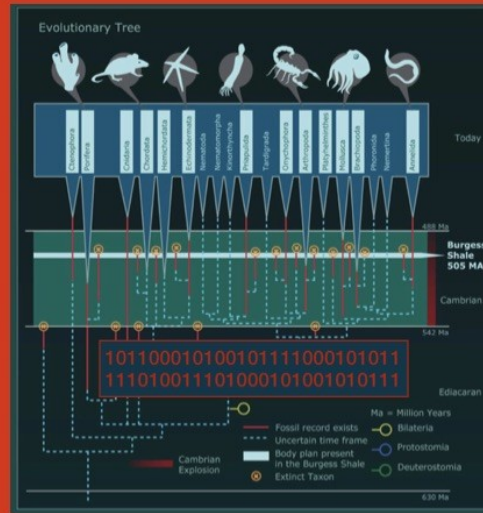 Evolutionary Tree
Ctenophora
Porifera
Cnidaria
Chordata
Hemichordata
Echinodermata
Nematoda
Nematomorpha
Kinorhyncha
Priapulida
Tardigrada
Onychophora
Arthropoda
Platyhelminthes
Mollusca
Brachiopoda
Phoronida
Nemertina
Annelida
Today
488 Ma
Burgess
Shale
505 MA
Cambrian
542 Ma
101100010100101111000101011
111010011101000101001010111
Ediacaran
Fossil record exists
Uncertain time frame
Body plan present
in the Burgess Shale
Extinct Taxon
Cambrian
Explosion
Ma = Million Years
Bilateria
Protostomia
Deuterostomia
630 Ma